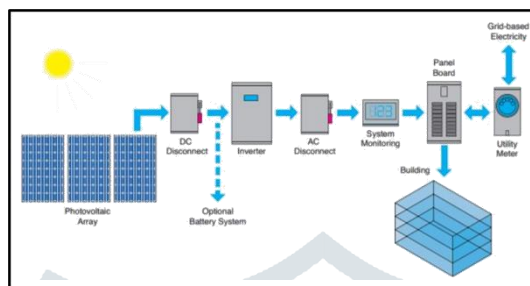 Grid-based
Electricity
Panel
Board
DC
Disconnect
Inverter
AC
Disconnect
System
Monitoring
Utility
Meter
Building
Photovoltaic
Array
Optional
Battery System